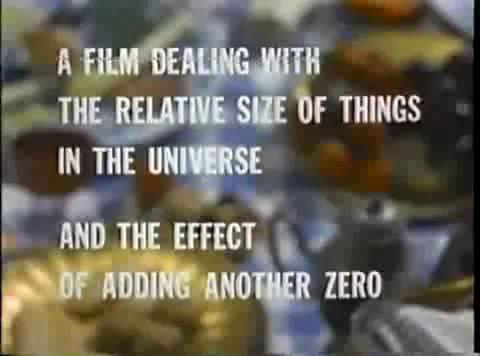 A FILM DEALING WITH
THE RELATIVE SIZE OF THINGS
IN THE UNIVERSE
AND THE EFFECT
OF ADDING ANOTHER ZERO